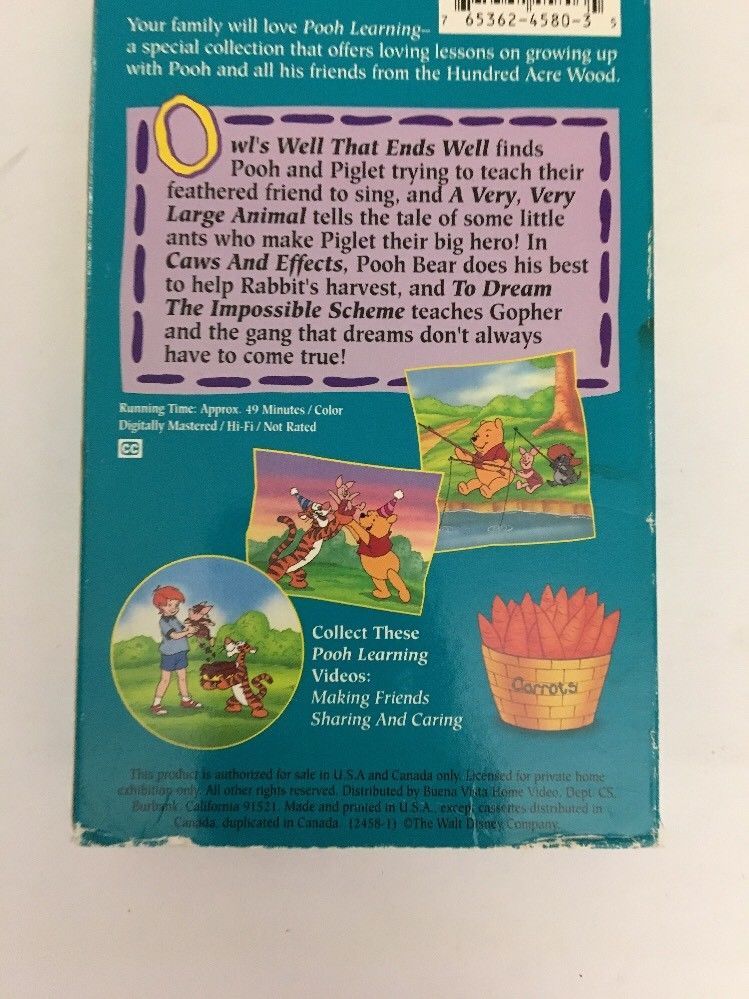 Your family will love Pooh Learning—
a special collection that offers loving lessons on growing up
with Pooh and all his friends from the Hundred Acre Wood.
7 65362-4580-3 5
Owl's Well That Ends Well finds
Pooh and Piglet trying to teach their
feathered friend to sing, and A Very, Very
Large Animal tells the tale of some little
ants who make Piglet their big hero! In
Caws And Effects, Pooh Bear does his best
to help Rabbit's harvest, and To Dream
The Impossible Scheme teaches Gopher
and the gang that dreams don't always
have to come true!
Running Time: Approx. 49 Minutes / Color
Digitally Mastered / Hi-Fi / Not Rated
CC
Collect These
Pooh Learning
Videos:
Making Friends
Sharing And Caring
Carrots
This product is authorized for sale in U.S.A and Canada only. Licensed for private home
exhibition only. All other rights reserved. Distributed by Buena Vista Home Video, Dept. CS,
Burbank, California 91521. Made and printed in U.S.A., except cassettes distributed in
Canada, duplicated in Canada. (2458-1) ©The Walt Disney Company